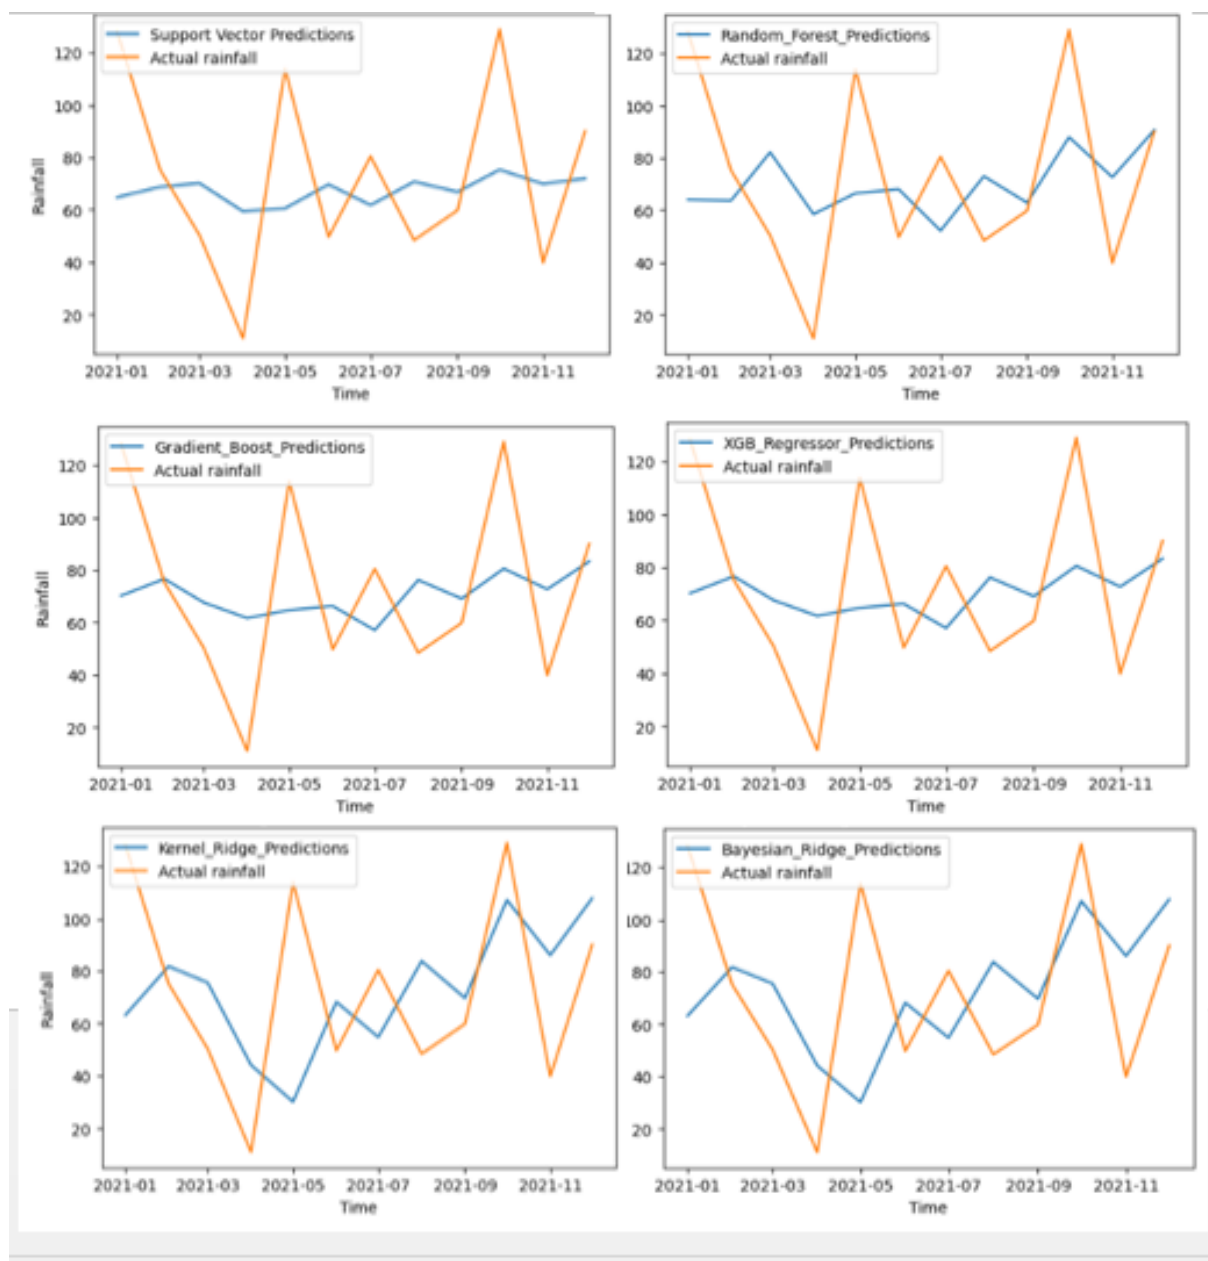 Support Vector Predictions
Actual rainfall
120
100
80
60
40
20
Rainfall
2021-01 2021-03 2021-05 2021-07 2021-09 2021-11
Time
Random_Forest_Predictions
Actual rainfall
120
100
80
60
40
20
2021-01 2021-03 2021-05 2021-07 2021-09 2021-11
Time
Gradient_Boost_Predictions
Actual rainfall
120
100
80
60
40
20
Rainfall
2021-01 2021-03 2021-05 2021-07 2021-09 2021-11
Time
XGB_Regressor_Predictions
Actual rainfall
120
100
80
60
40
20
2021-01 2021-03 2021-05 2021-07 2021-09 2021-11
Time
Kernel_Ridge_Predictions
Actual rainfall
120
100
80
60
40
20
Rainfall
2021-01 2021-03 2021-05 2021-07 2021-09 2021-11
Time
Bayesian_Ridge_Predictions
Actual rainfall
120
100
80
60
40
20
2021-01 2021-03 2021-05 2021-07 2021-09 2021-11
Time